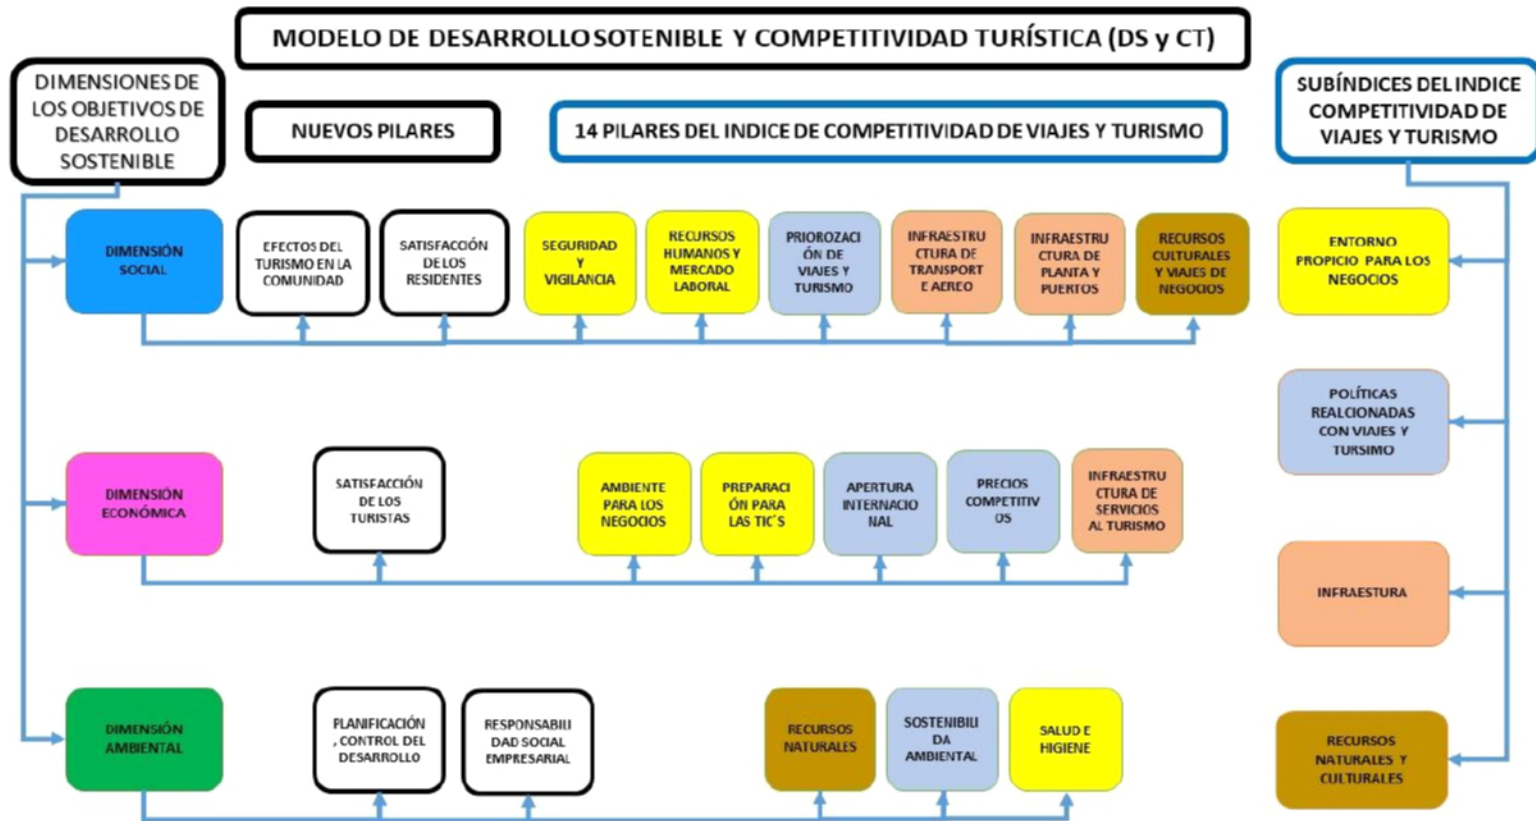 MODELO DE DESARROLLO SOTENIBLE Y COMPETITIVIDAD TURÍSTICA (DS y CT)
DIMENSIONES DE
LOS OBJETIVOS DE
DESARROLLO
SOSTENIBLE
NUEVOS PILARES
14 PILARES DEL INDICE DE COMPETITIVIDAD DE VIAJES Y TURISMO
SUBÍNDICES DEL INDICE
COMPETITIVIDAD DE
VIAJES Y TURISMO
DIMENSIÓN
SOCIAL
EFECTOS DEL
TURISMO EN LA
COMUNIDAD
SATISFACCIÓN
DE LOS
RESIDENTES
SEGURIDAD
Y
VIGILANCIA
RECURSOS
HUMANOS Y
MERCADO
LABORAL
PRIOROZACI
ÓN DE
VIAJES Y
TURISMO
INFRAESTRU
CTURA DE
TRANSPORT
E AEREO
INFRAESTRU
CTURA DE
PLANTA Y
PUERTOS
RECURSOS
CULTURALES
Y VIAJES DE
NEGOCIOS
ENTORNO
PROPICIO PARA LOS
NEGOCIOS
POLÍTICAS
REALCIONADAS
CON VIAJES Y
TURSIMO
DIMENSIÓN
ECONÓMICA
SATISFACCIÓN
DE LOS
TURISTAS
AMBIENTE
PARA LOS
NEGOCIOS
PREPARACI
ÓN PARA
LAS TIC´S
APERTURA
INTERNACIO
NAL
PRECIOS
COMPETITIV
OS
INFRAESTRU
CTURA DE
SERVICIOS
AL TURISMO
INFRAESTURA
DIMENSIÓN
AMBIENTAL
PLANIFICACIÓN
, CONTROL DEL
DESARROLLO
RESPONSABILI
DAD SOCIAL
EMPRESARIAL
RECURSOS
NATURALES
SOSTENIBILI
DA
AMBIENTAL
SALUD E
HIGIENE
RECURSOS
NATURALES Y
CULTURALES